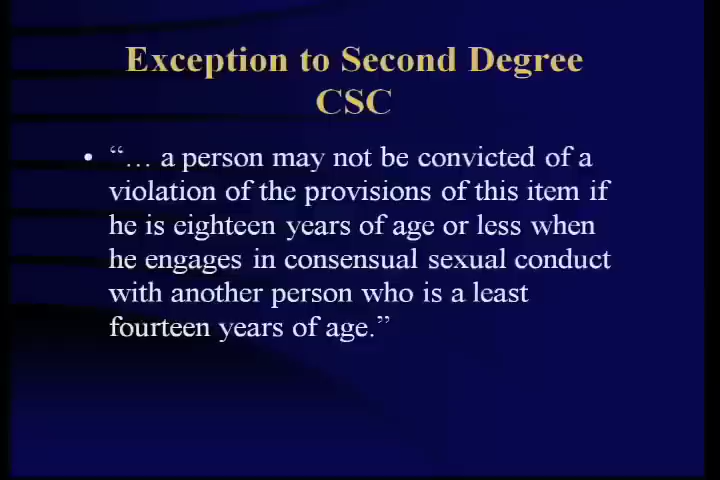 Exception to Second Degree
CSC
• “… a person may not be convicted of a
violation of the provisions of this item if
he is eighteen years of age or less when
he engages in consensual sexual conduct
with another person who is a least
fourteen years of age.”